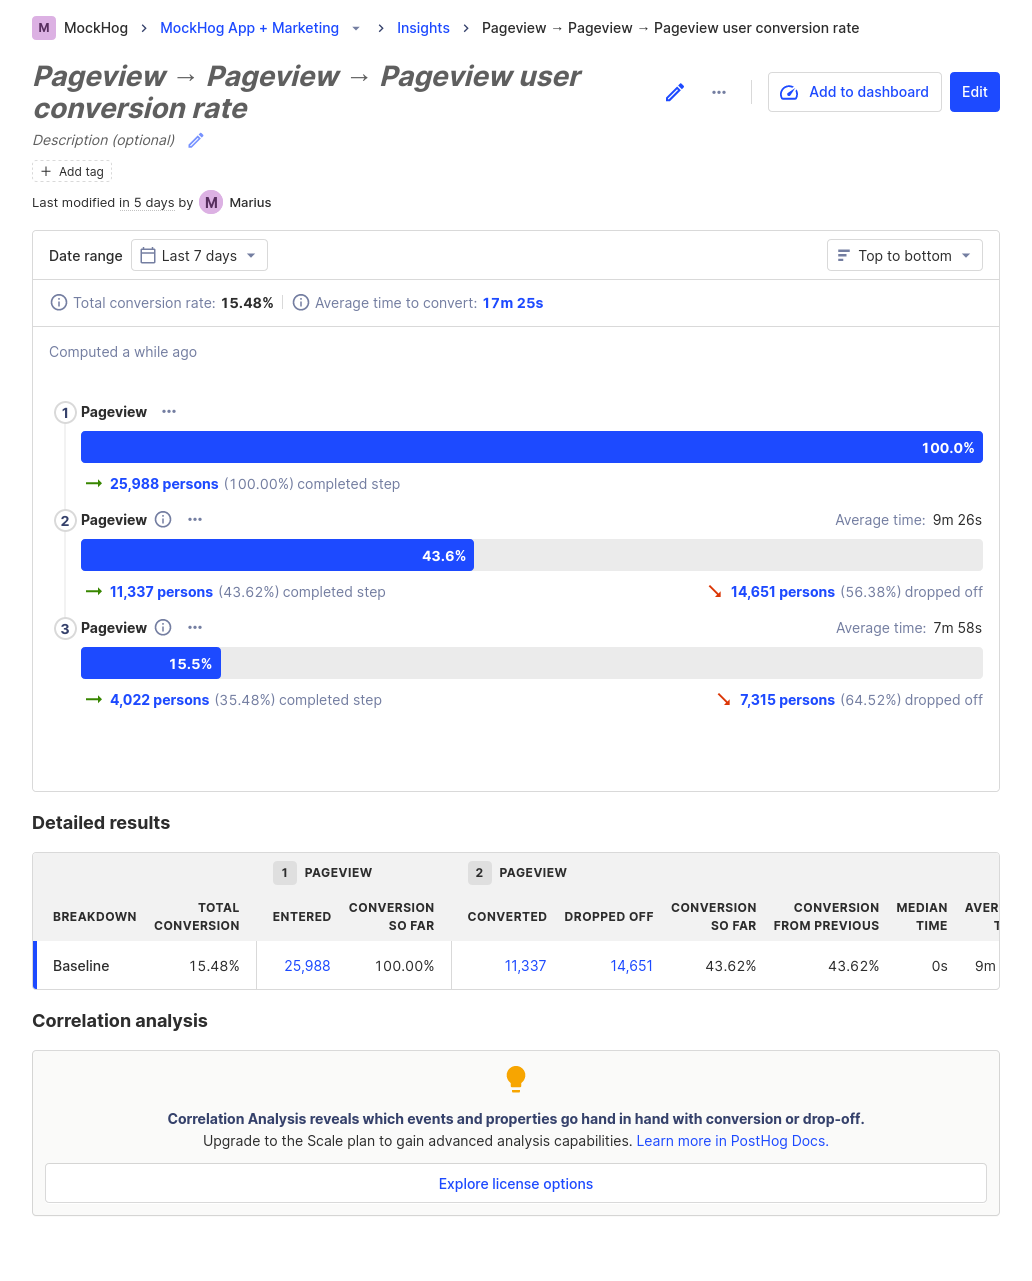 M MockHog MockHog App + Marketing Insights Pageview → Pageview → Pageview user conversion rate
Pageview → Pageview → Pageview user
conversion rate
Add to dashboard Edit
Description (optional)
+ Add tag
Last modified in 5 days by M Marius
Date range Last 7 days Top to bottom
Total conversion rate: 15.48% Average time to convert: 17m 25s
Computed a while ago
1 Pageview
100.0%
25,988 persons (100.00%) completed step
2 Pageview Average time: 9m 26s
43.6%
11,337 persons (43.62%) completed step 14,651 persons (56.38%) dropped off
3 Pageview Average time: 7m 58s
15.5%
4,022 persons (35.48%) completed step 7,315 persons (64.52%) dropped off
Detailed results
1 PAGEVIEW 2 PAGEVIEW
BREAKDOWN TOTAL CONVERSION ENTERED CONVERSION SO FAR CONVERTED DROPPED OFF CONVERSION SO FAR CONVERSION FROM PREVIOUS MEDIAN TIME AVER T
Baseline 15.48% 25,988 100.00% 11,337 14,651 43.62% 43.62% 0s 9m
Correlation analysis
Correlation Analysis reveals which events and properties go hand in hand with conversion or drop-off.
Upgrade to the Scale plan to gain advanced analysis capabilities. Learn more in PostHog Docs.
Explore license options